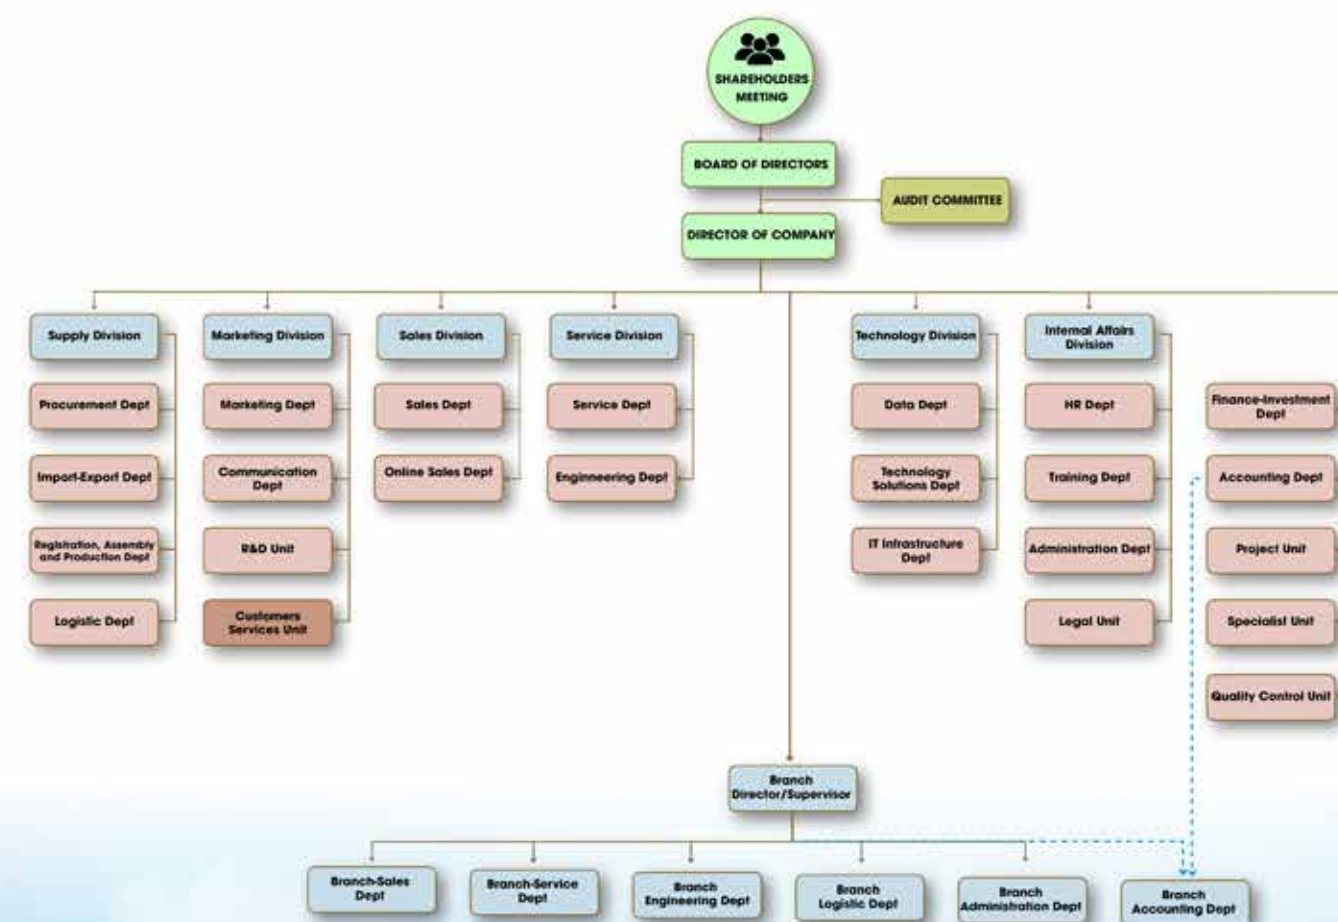 SHAREHOLDERS
MEETING
BOARD OF DIRECTORS
AUDIT COMMITTEE
DIRECTOR OF COMPANY
Supply Division
Procurement Dept
Import-Export Dept
Registration, Assembly
and Production Dept
Logistic Dept
Marketing Division
Marketing Dept
Communication
Dept
R&D Unit
Customers
Services Unit
Sales Division
Sales Dept
Online Sales Dept
Service Division
Service Dept
Enginneering Dept
Technology Division
Data Dept
Technology
Solutions Dept
IT Infrastructure
Dept
Internal Affairs
Division
HR Dept
Training Dept
Administration Dept
Legal Unit
Finance-Investment
Dept
Accounting Dept
Project Unit
Specialist Unit
Quality Control Unit
Branch
Director/Supervisor
Branch-Sales
Dept
Branch-Service
Dept
Branch
Engineering Dept
Branch
Logistic Dept
Branch
Administration Dept
Branch
Accounting Dept